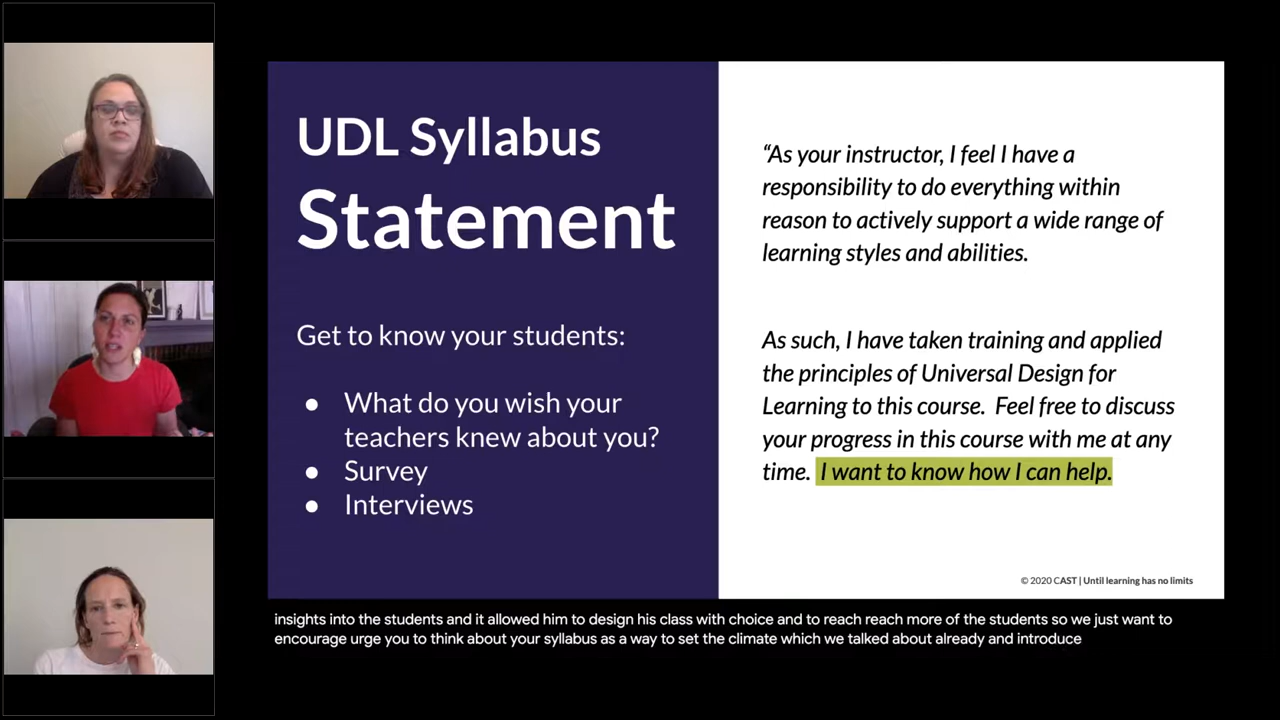 UDL Syllabus
Statement
Get to know your students:
● What do you wish your
teachers knew about you?
● Survey
● Interviews
“As your instructor, I feel I have a
responsibility to do everything within
reason to actively support a wide range of
learning styles and abilities.
As such, I have taken training and applied
the principles of Universal Design for
Learning to this course.  Feel free to discuss
your progress in this course with me at any
time.  I want to know how I can help.
© 2020 CAST | Until learning has no limits
insights into the students and it allowed him to design his class with choice and to reach reach more of the students so we just want to
encourage urge you to think about your syllabus as a way to set the climate which we talked about already and introduce